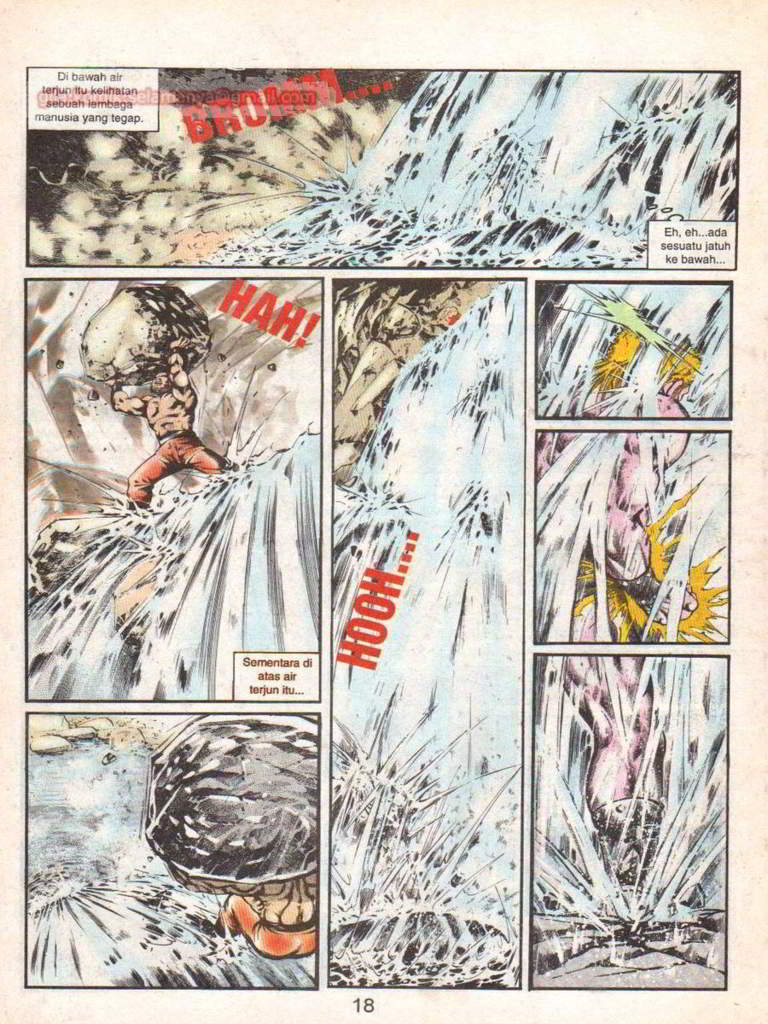 Di bawah air
terjun itu kelihatan
sebuah lembaga
manusia yang tegap.
BROMMM....
Eh, eh...ada
sesuatu jatuh
ke bawah...
HAH!
Sementara di
atas air
terjun itu...
HOOH....
18